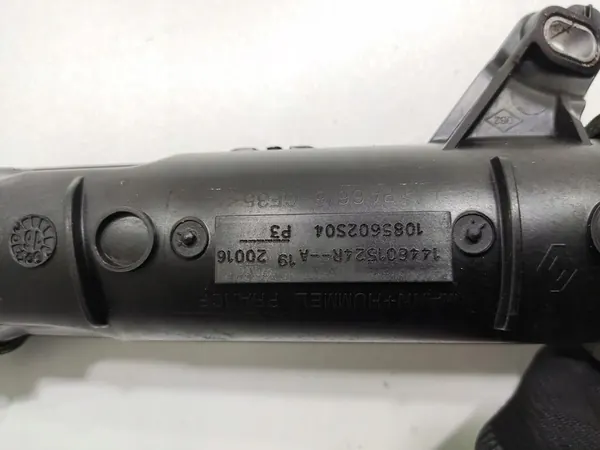 MANN+HUMMEL FRANCE
144601524R--A 19 20016
1085602S04 P3